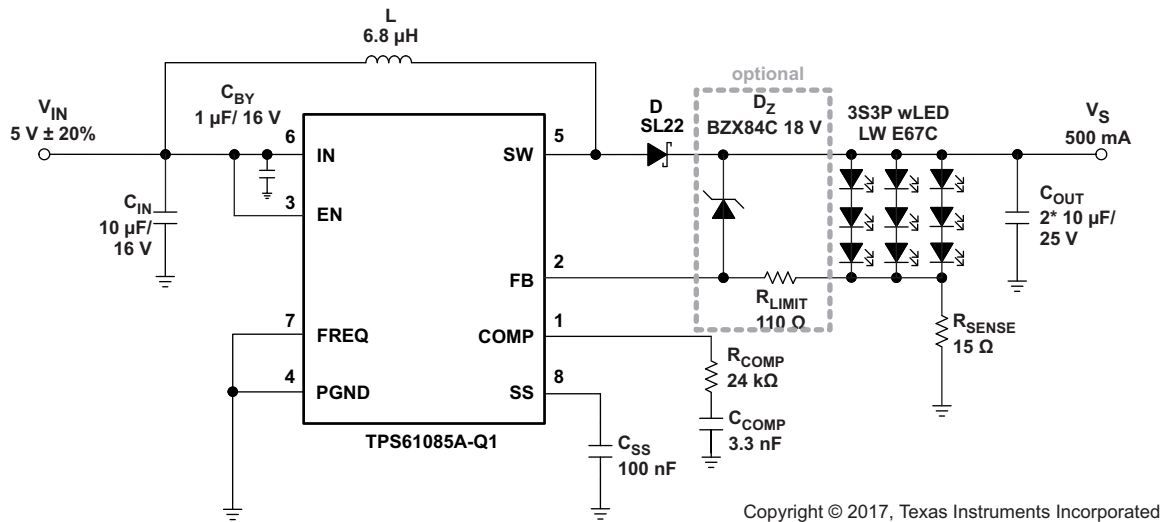 L
6.8 µH
optional
V_IN
5 V ± 20%
C_BY
1 µF/ 16 V
D
SL22
D_Z
BZX84C 18 V
3S3P wLED
LW E67C
V_S
500 mA
6
IN
SW
5
C_IN
10 µF/
16 V
3
EN
C_OUT
2* 10 µF/
25 V
FB
2
R_LIMIT
110 Ω
7
FREQ
COMP
1
R_SENSE
15 Ω
R_COMP
24 kΩ
4
PGND
SS
8
C_COMP
3.3 nF
TPS61085A-Q1
C_SS
100 nF
Copyright © 2017, Texas Instruments Incorporated